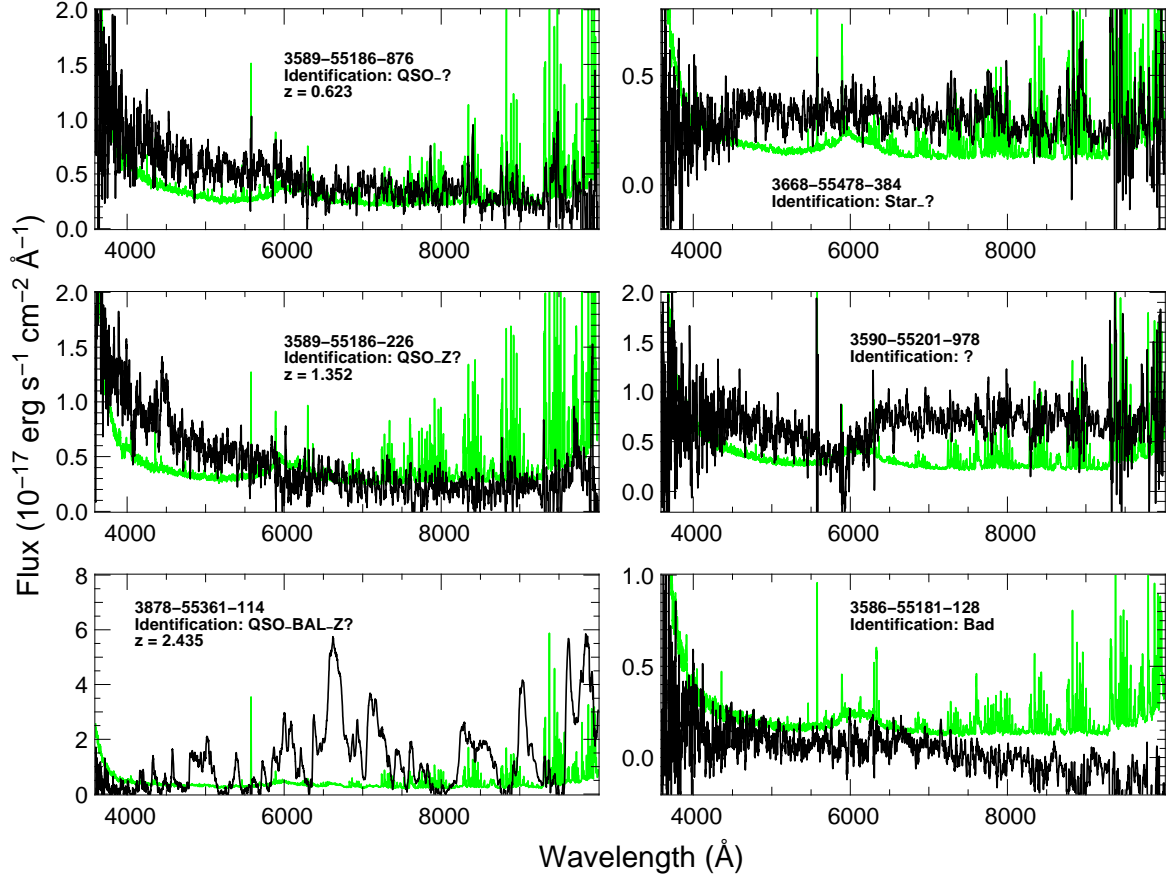 2.0
1.5
1.0
0.5
0.0
3589−55186−876
Identification: QSO_?
z = 0.623
4000 6000 8000
0.5
0.0
3668−55478−384
Identification: Star_?
4000 6000 8000
2.0
1.5
1.0
0.5
0.0
3589−55186−226
Identification: QSO_Z?
z = 1.352
4000 6000 8000
2.0
1.5
1.0
0.5
0.0
3590−55201−978
Identification: ?
4000 6000 8000
8
6
4
2
0
3878−55361−114
Identification: QSO_BAL_Z?
z = 2.435
4000 6000 8000
1.0
0.5
0.0
3586−55181−128
Identification: Bad
4000 6000 8000
Flux (10−17 erg s−1 cm−2 Å−1)
Wavelength (Å)